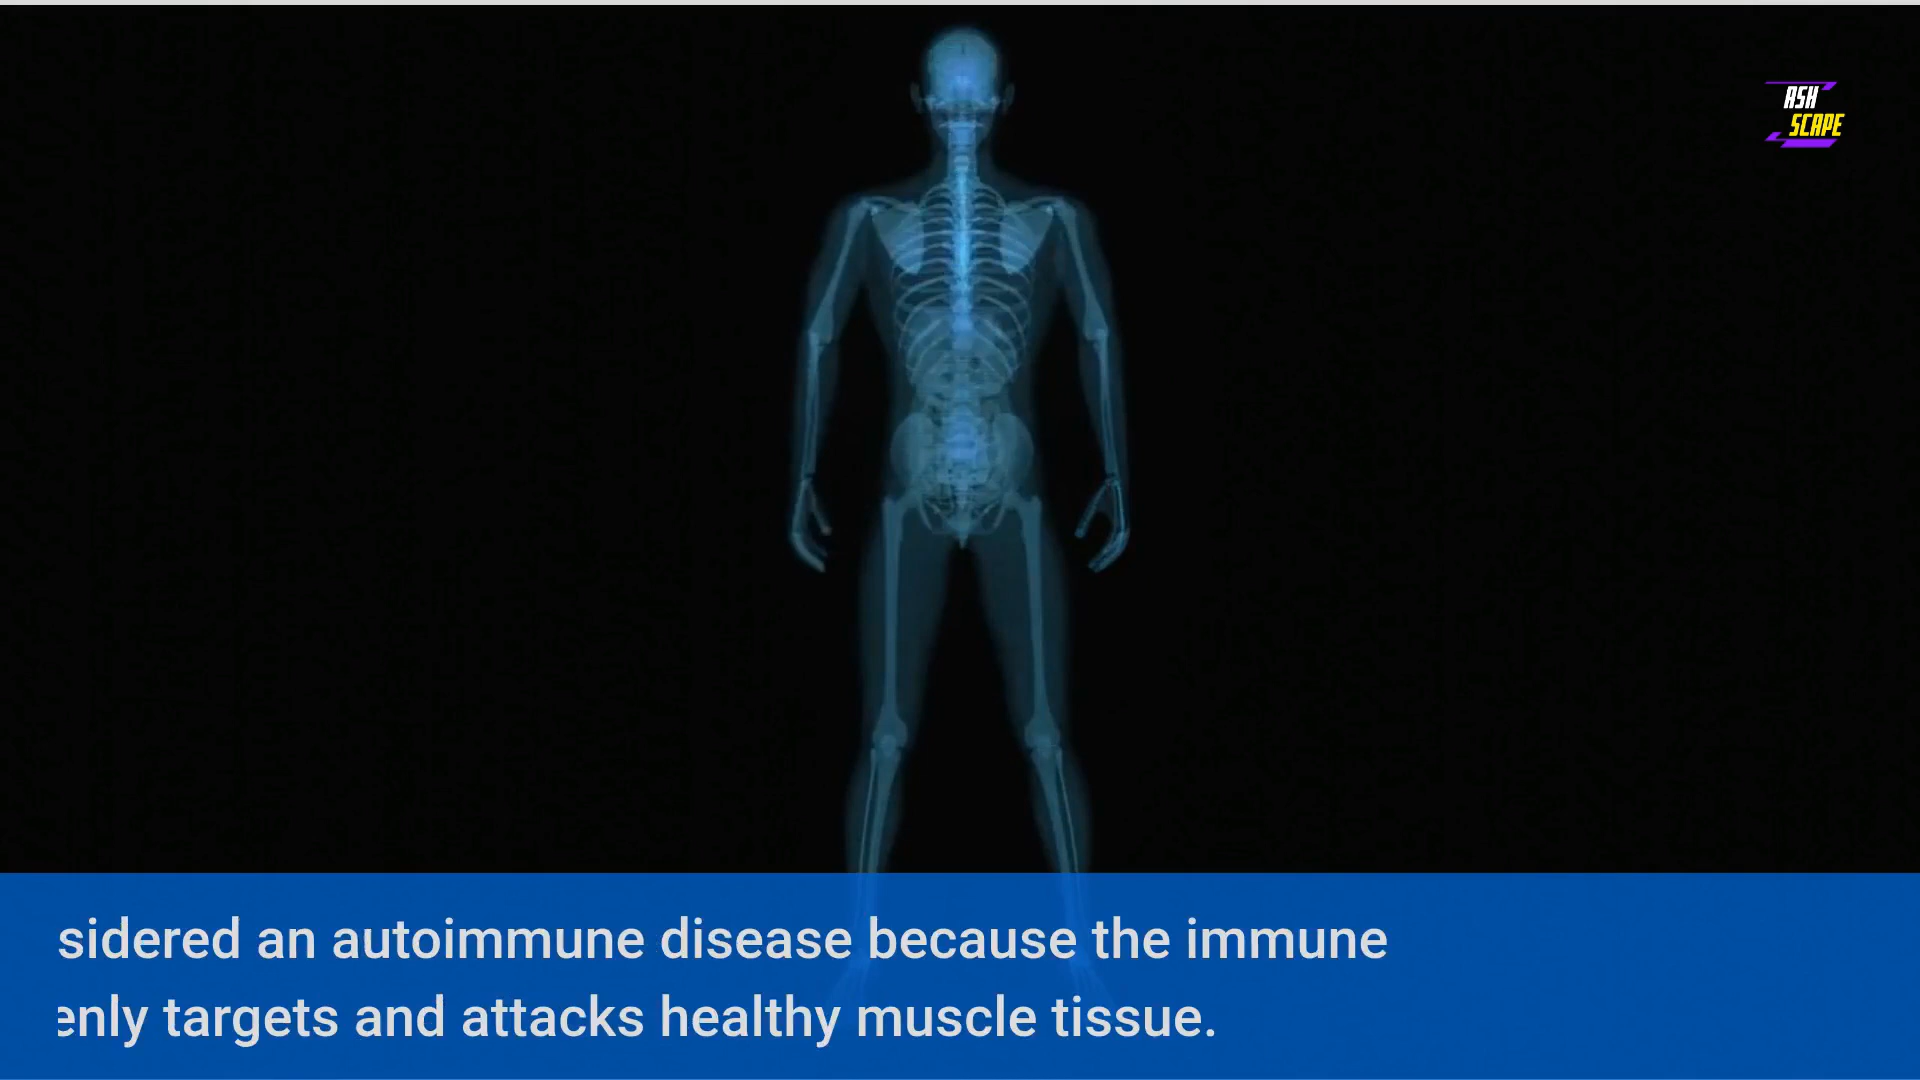 ASH
SCAPE
sidered an autoimmune disease because the immune
enly targets and attacks healthy muscle tissue.